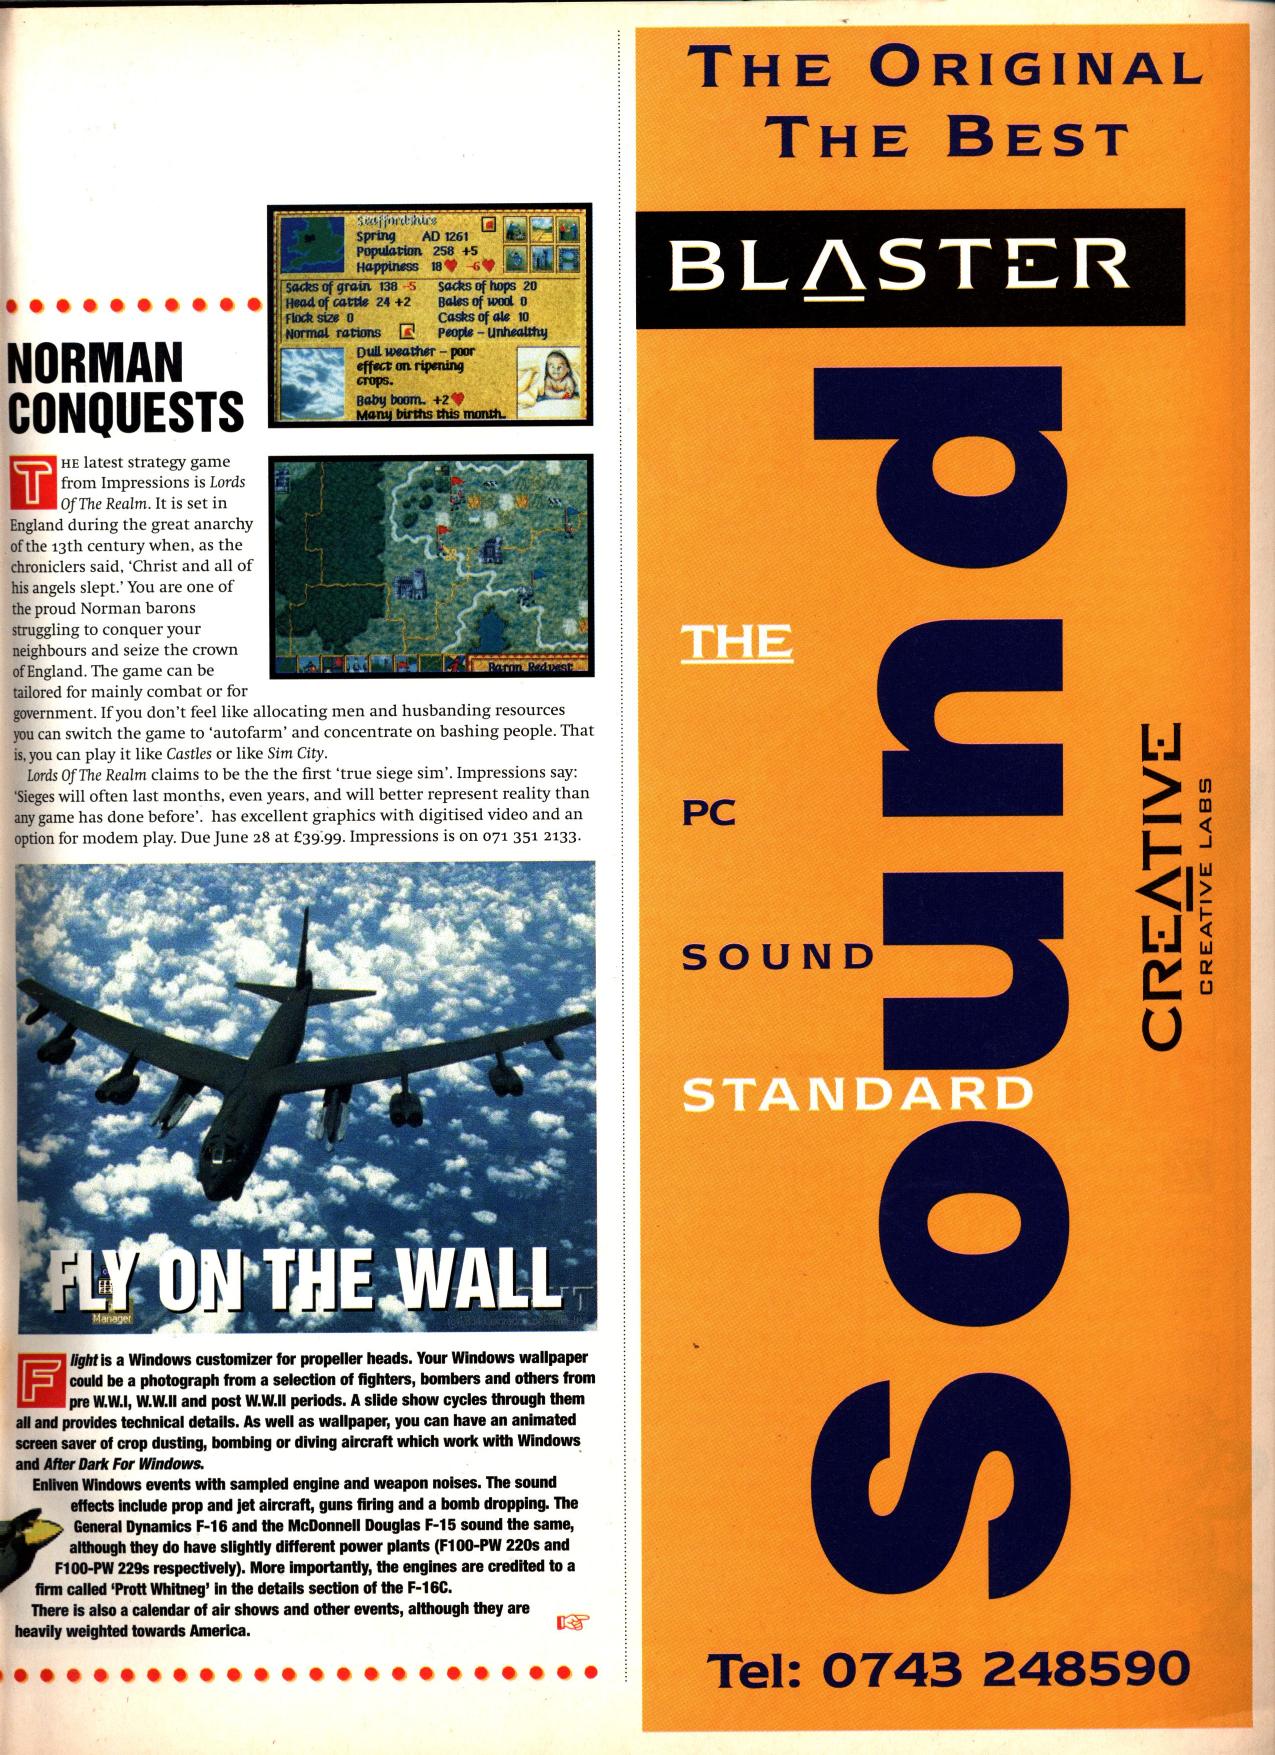 Staffordshire
Spring AD 1261
Population 258 +5
Happiness 18 -6
Sacks of grain 138 -5 Sacks of hops 20
Head of cattle 24 +2 Bales of wool 0
Flock size 0 Casks of ale 10
Normal rations People - Unhealthy
Dull weather - poor
effect on ripening
crops.
Baby boom. +2
Many births this month.
Baron Redvest
NORMAN
CONQUESTS
THE latest strategy game
from Impressions is Lords
Of The Realm. It is set in
England during the great anarchy
of the 13th century when, as the
chroniclers said, ‘Christ and all of
his angels slept.’ You are one of
the proud Norman barons
struggling to conquer your
neighbours and seize the crown
of England. The game can be
tailored for mainly combat or for
government. If you don’t feel like allocating men and husbanding resources
you can switch the game to ‘autofarm’ and concentrate on bashing people. That
is, you can play it like Castles or like Sim City.
Lords Of The Realm claims to be the the first ‘true siege sim’. Impressions say:
‘Sieges will often last months, even years, and will better represent reality than
any game has done before’. has excellent graphics with digitised video and an
option for modem play. Due June 28 at £39.99. Impressions is on 071 351 2133.
FLY ON THE WALL
Manager
Flight is a Windows customizer for propeller heads. Your Windows wallpaper
could be a photograph from a selection of fighters, bombers and others from
pre W.W.I, W.W.II and post W.W.II periods. A slide show cycles through them
all and provides technical details. As well as wallpaper, you can have an animated
screen saver of crop dusting, bombing or diving aircraft which work with Windows
and After Dark For Windows.
Enliven Windows events with sampled engine and weapon noises. The sound
effects include prop and jet aircraft, guns firing and a bomb dropping. The
General Dynamics F-16 and the McDonnell Douglas F-15 sound the same,
although they do have slightly different power plants (F100-PW 220s and
F100-PW 229s respectively). More importantly, the engines are credited to a
firm called ‘Prott Whitneg’ in the details section of the F-16C.
There is also a calendar of air shows and other events, although they are
heavily weighted towards America.
THE ORIGINAL
THE BEST
BLASTER
Sound
THE
PC
SOUND
STANDARD
CREATIVE
CREATIVE LABS
Tel: 0743 248590